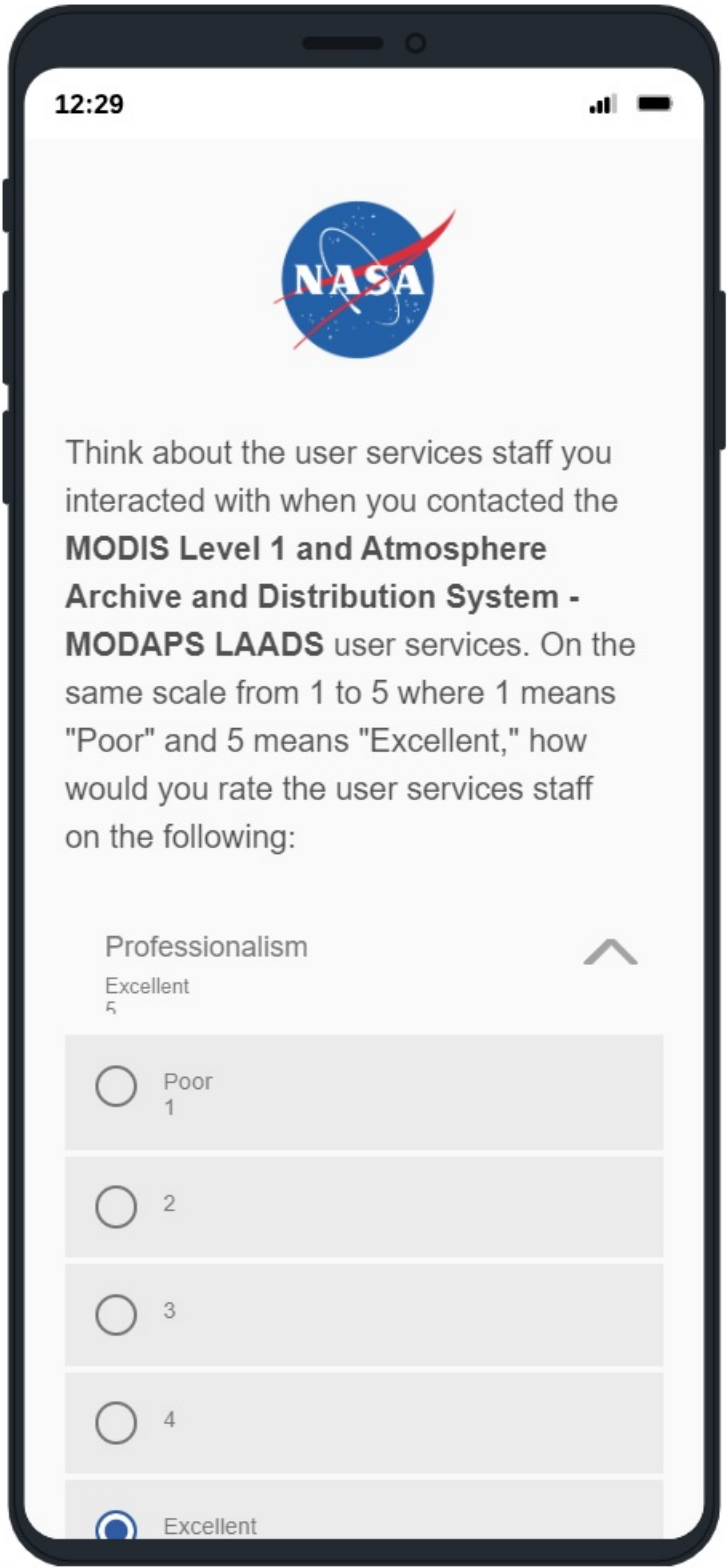 12:29
NASA
Think about the user services staff you
interacted with when you contacted the
MODIS Level 1 and Atmosphere
Archive and Distribution System -
MODAPS LAADS user services. On the
same scale from 1 to 5 where 1 means
"Poor" and 5 means "Excellent," how
would you rate the user services staff
on the following:
Professionalism
Excellent
5
Poor
1
2
3
4
Excellent